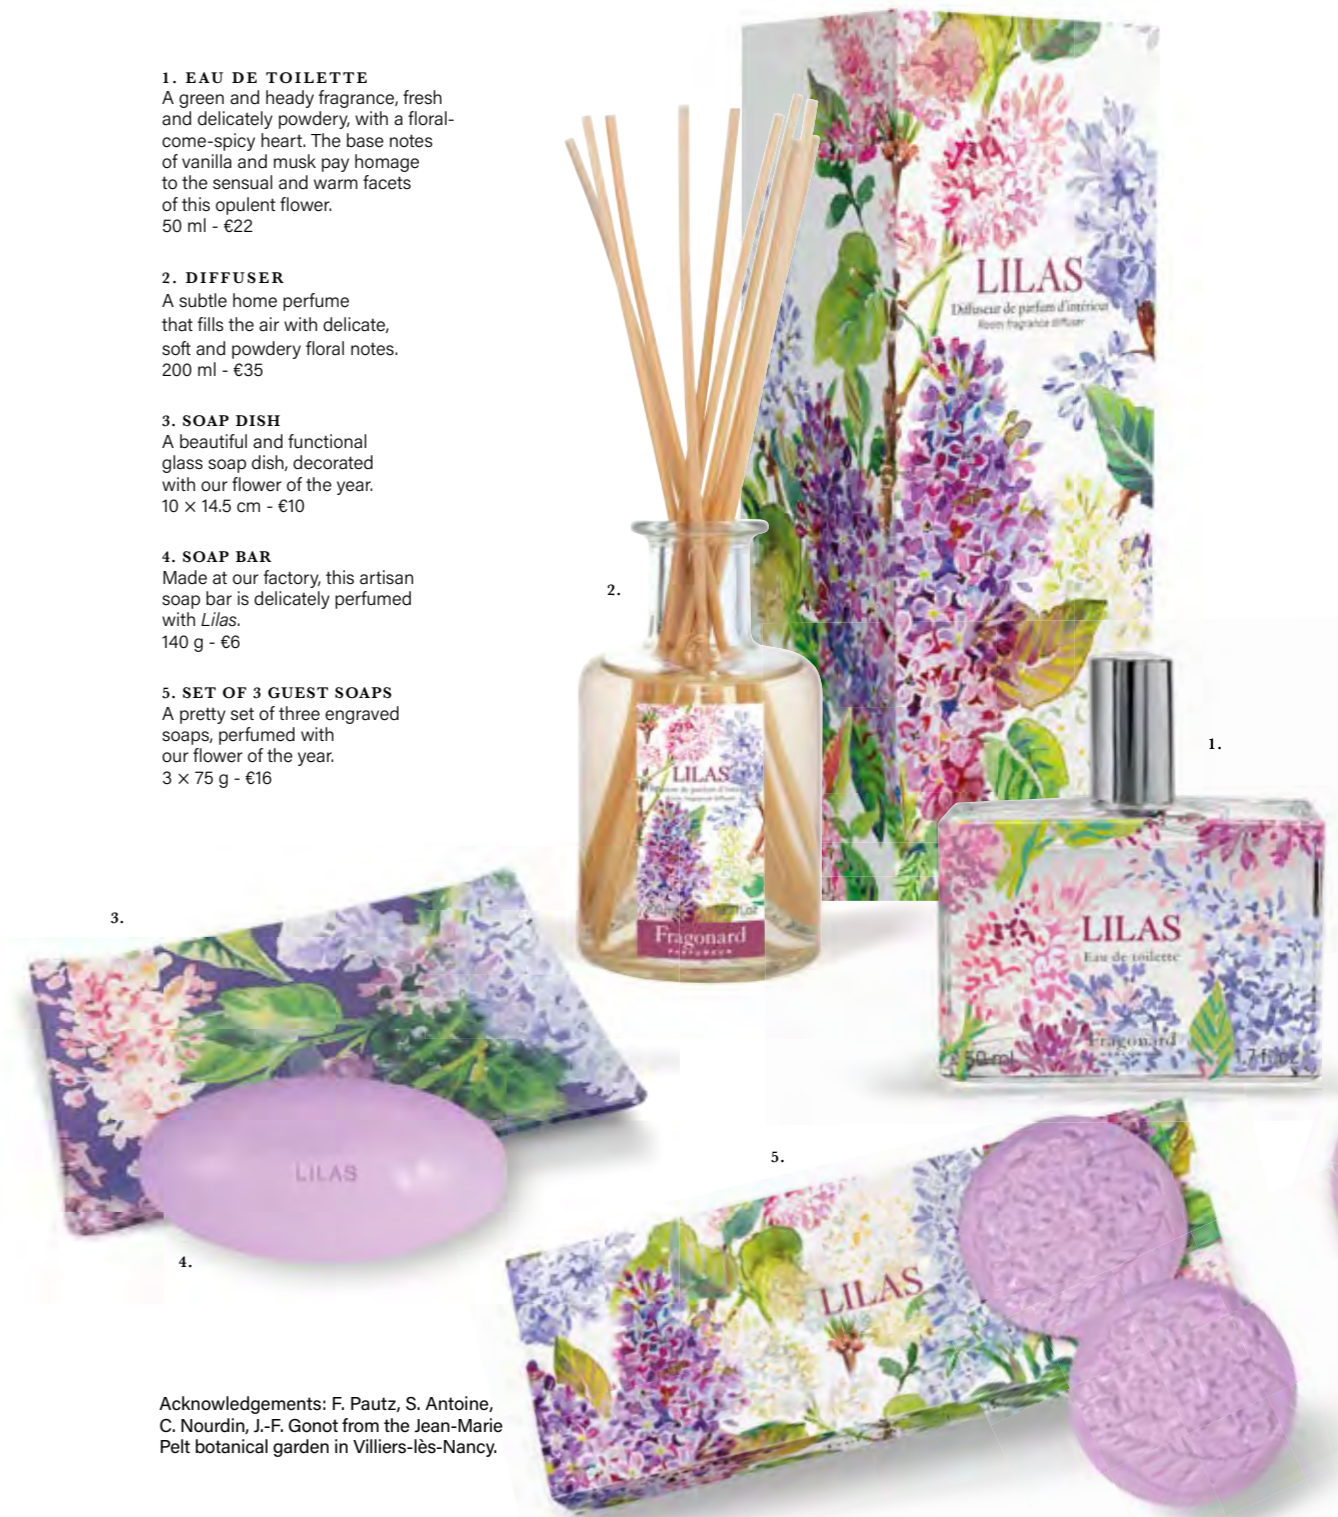 1. EAU DE TOILETTE
A green and heady fragrance, fresh
and delicately powdery, with a floral-
come-spicy heart. The base notes
of vanilla and musk pay homage
to the sensual and warm facets
of this opulent flower.
50 ml - €22
2. DIFFUSER
A subtle home perfume
that fills the air with delicate,
soft and powdery floral notes.
200 ml - €35
3. SOAP DISH
A beautiful and functional
glass soap dish, decorated
with our flower of the year.
10 × 14.5 cm - €10
4. SOAP BAR
Made at our factory, this artisan
soap bar is delicately perfumed
with Lilas.
140 g - €6
5. SET OF 3 GUEST SOAPS
A pretty set of three engraved
soaps, perfumed with
our flower of the year.
3 × 75 g - €16
LILAS
Diffuseur de parfum d'intérieur
Room fragrance diffuser
2.
LILAS
Fragonard
PARFUMEUR
1.
LILAS
Eau de toilette
Fragonard
50 ml
1.7 fl.oz
3.
LILAS
4.
5.
LILAS
Acknowledgements: F. Pautz, S. Antoine,
C. Nourdin, J.-F. Gonot from the Jean-Marie
Pelt botanical garden in Villiers-lès-Nancy.